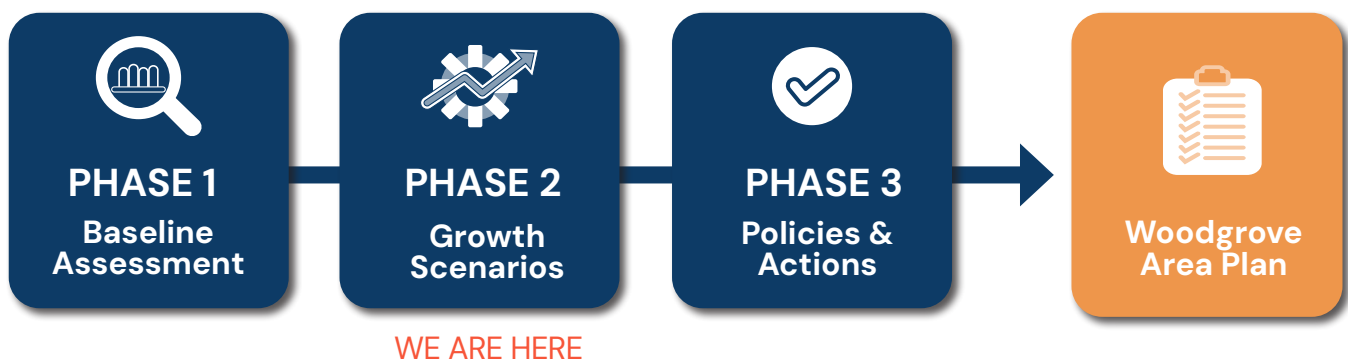 PHASE 1
Baseline
Assessment
PHASE 2
Growth
Scenarios
WE ARE HERE
PHASE 3
Policies &
Actions
Woodgrove
Area Plan